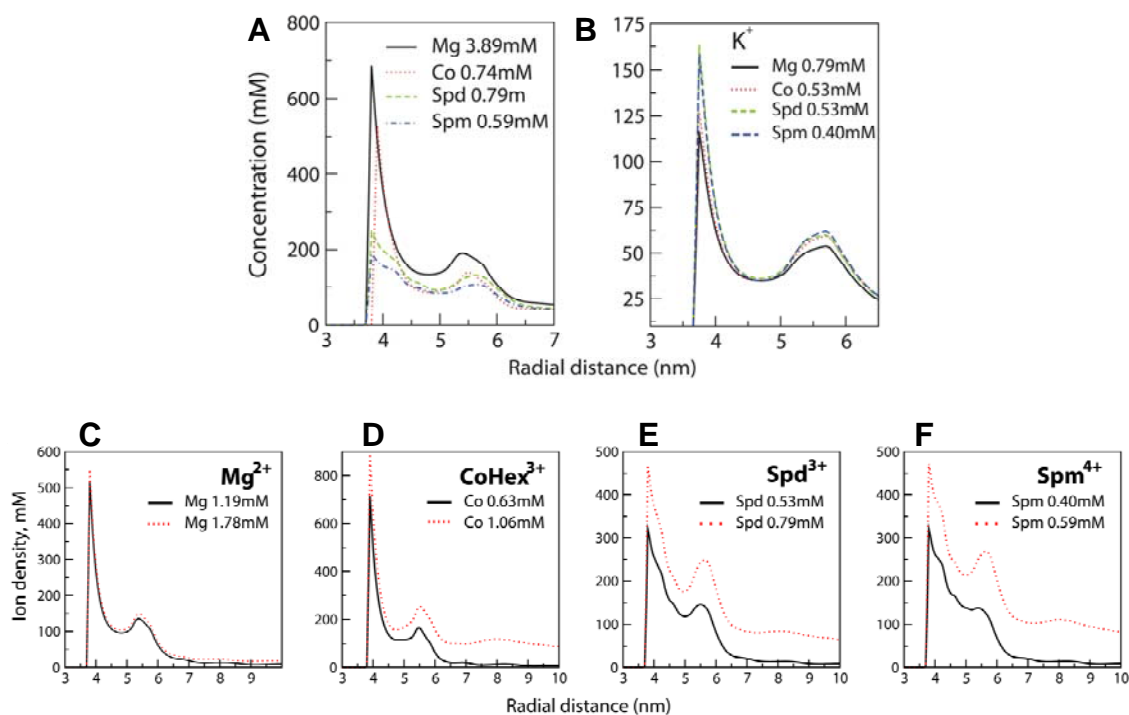 A
B
Concentration (mM)
800
600
400
200
0
Mg 3.89mM
Co 0.74mM
Spd 0.79m
Spm 0.59mM
3 4 5 6 7
175
150
125
100
75
50
25
K+
Mg 0.79mM
Co 0.53mM
Spd 0.53mM
Spm 0.40mM
3 4 5 6
Radial distance (nm)
C
D
E
F
Ion density, mM
600
500
400
300
200
100
0
Mg2+
Mg 1.19mM
Mg 1.78mM
3 4 5 6 7 8 9
800
600
400
200
0
CoHex3+
Co 0.63mM
Co 1.06mM
3 4 5 6 7 8 9 10
500
400
300
200
100
0
Spd3+
Spd 0.53mM
Spd 0.79mM
3 4 5 6 7 8 9 10
500
400
300
200
100
0
Spm4+
Spm 0.40mM
Spm 0.59mM
3 4 5 6 7 8 9 10
Radial distance (nm)